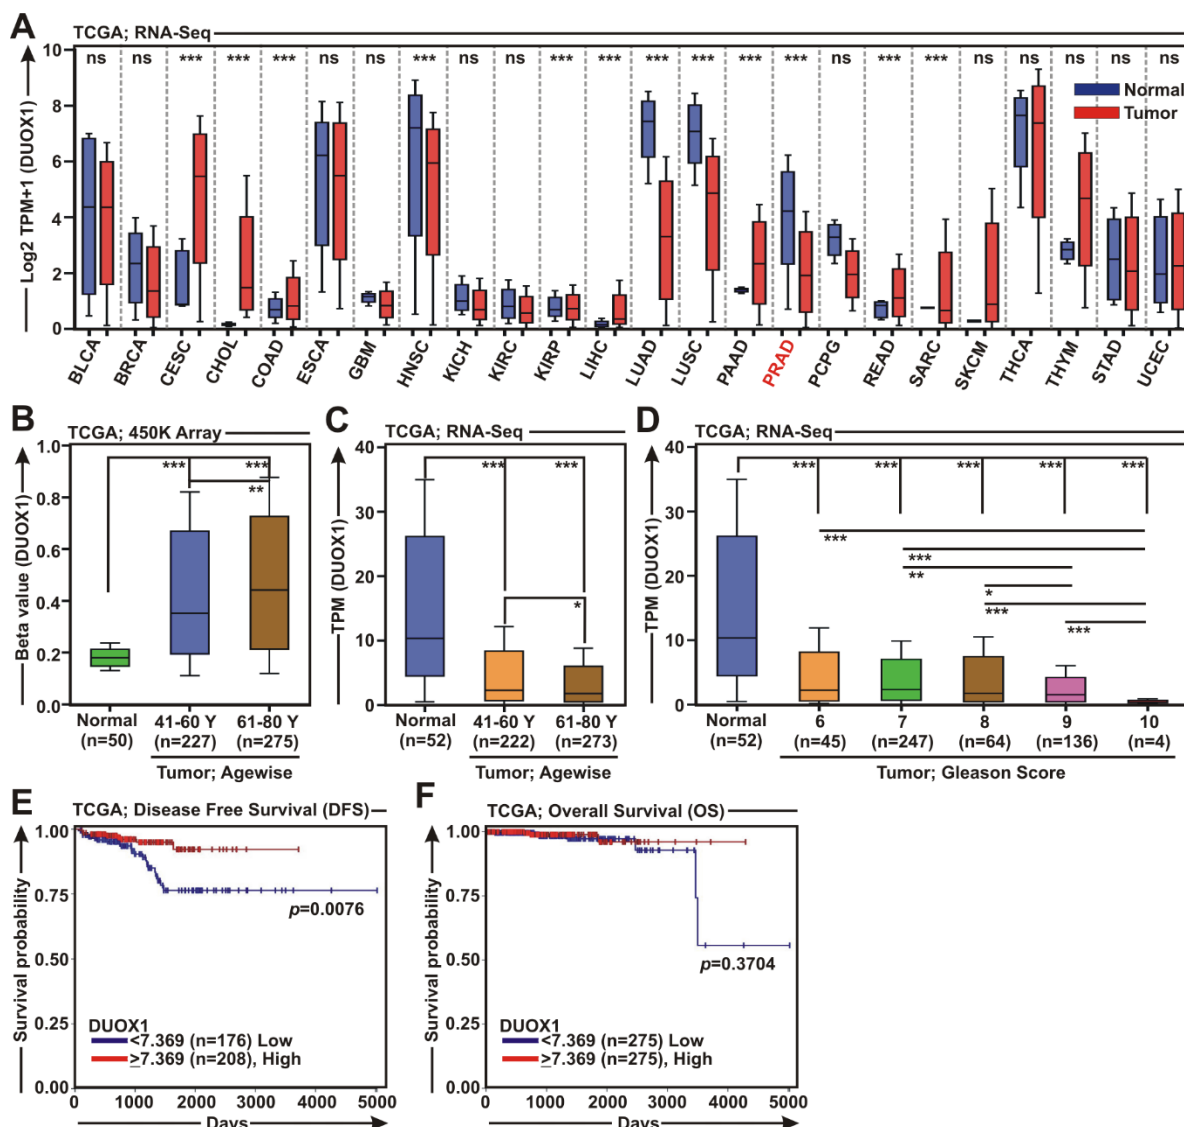 A
TCGA; RNA-Seq
Log2 TPM+1 (DUOX1)
10
8
6
4
2
0
ns ns *** *** *** ns ns *** ns ns *** *** *** *** *** *** ns *** *** ns ns ns ns ns
Normal
Tumor
BLCA BRCA CESC CHOL COAD ESCA GBM HNSC KICH KIRC KIRP LIHC LUAD LUSC PAAD PRAD PCPG READ SARC SKCM THCA THYM STAD UCEC
B
TCGA; 450K Array
Beta value (DUOX1)
1.0
0.8
0.6
0.4
0.2
0.0
*** ***
**
Normal 41-60 Y 61-80 Y
(n=50) (n=227) (n=275)
Tumor; Agewise
C
TCGA; RNA-Seq
TPM (DUOX1)
40
30
20
10
0
*** ***
*
Normal 41-60 Y 61-80 Y
(n=52) (n=222) (n=273)
Tumor; Agewise
D
TCGA; RNA-Seq
TPM (DUOX1)
40
30
20
10
0
*** *** *** *** ***
***
***
**
*
***
***
Normal 6 7 8 9 10
(n=52) (n=45) (n=247) (n=64) (n=136) (n=4)
Tumor; Gleason Score
E
TCGA; Disease Free Survival (DFS)
Survival probability
1.00
0.75
0.50
0.25
0.00
p=0.0076
DUOX1
<7.369 (n=176) Low
≥7.369 (n=208), High
0 1000 2000 3000 4000 5000
Days
F
TCGA; Overall Survival (OS)
Survival probability
1.00
0.75
0.50
0.25
0.00
p=0.3704
DUOX1
<7.369 (n=275) Low
≥7.369 (n=275), High
0 1000 2000 3000 4000 5000
Days